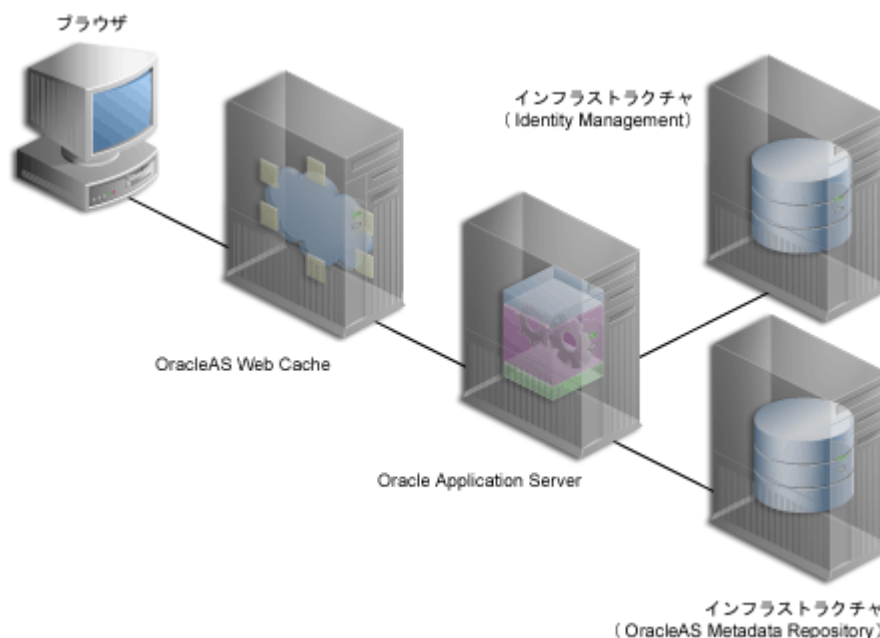 ブラウザ
インフラストラクチャ
( Identity Management)
OracleAS Web Cache
Oracle Application Server
インフラストラクチャ
( OracleAS Metadata Repository)